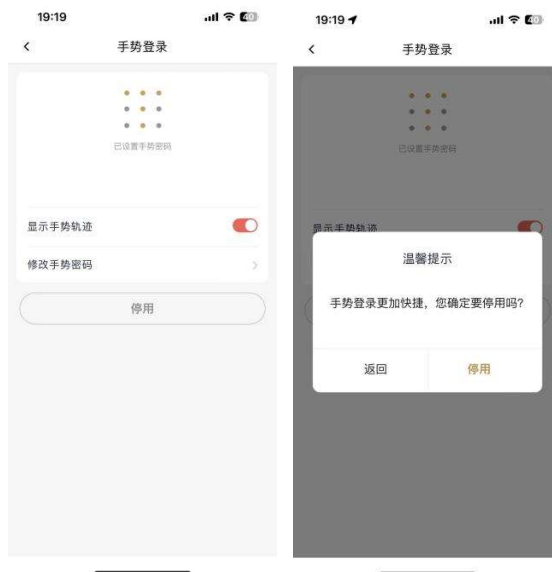 19:19
40
手势登录
已设置手势密码
显示手势轨迹
修改手势密码
停用
19:19
40
手势登录
已设置手势密码
显示手势轨迹
温馨提示
手势登录更加快捷，您确定要停用吗?
返回
停用